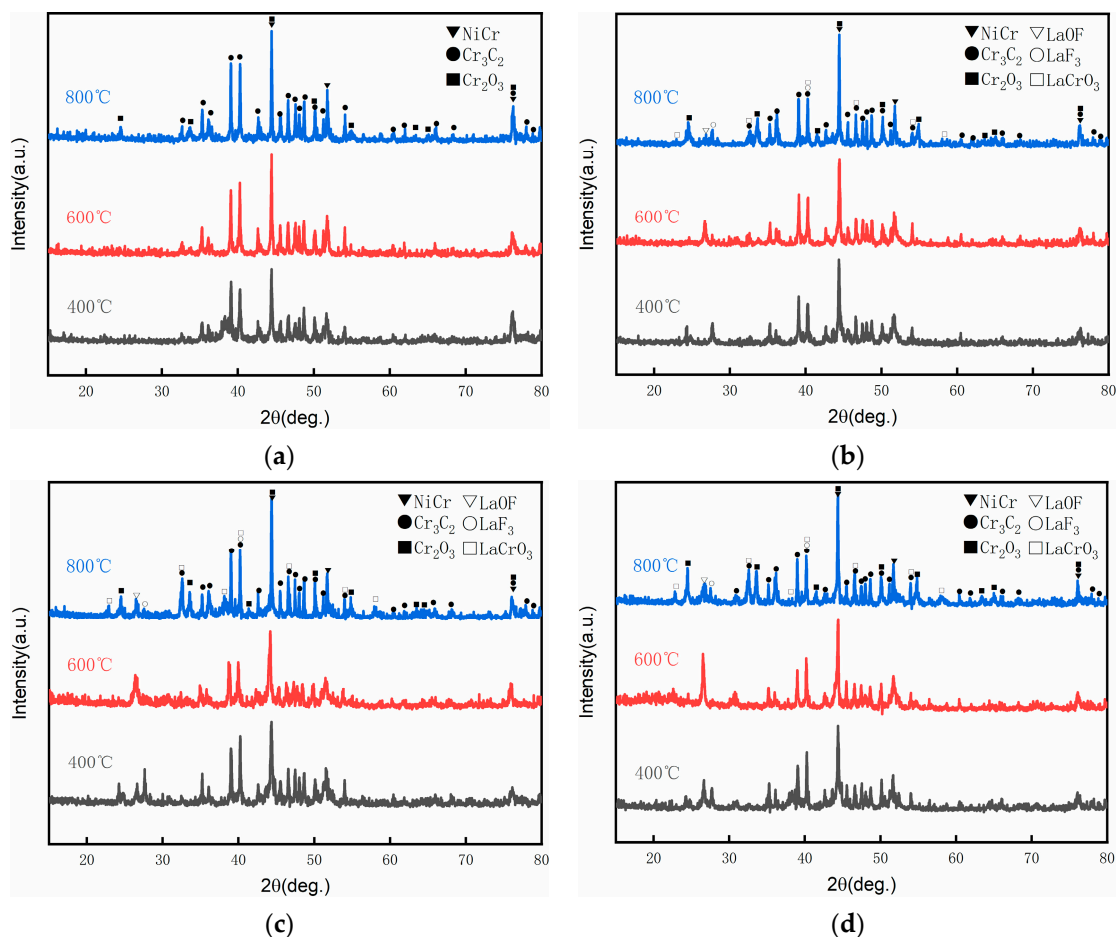 ▼NiCr
●Cr₃C₂
■Cr₂O₃
800℃
600℃
400℃
Intensity(a.u.)
20 30 40 50 60 70 80
2θ(deg.)
(a)
▼NiCr ▽LaOF
●Cr₃C₂ ○LaF₃
■Cr₂O₃ □LaCrO₃
800℃
600℃
400℃
Intensity(a.u.)
20 30 40 50 60 70 80
2θ(deg.)
(b)
▼NiCr ▽LaOF
●Cr₃C₂ ○LaF₃
■Cr₂O₃ □LaCrO₃
800℃
600℃
400℃
Intensity(a.u.)
20 30 40 50 60 70 80
2θ(deg.)
(c)
▼NiCr ▽LaOF
●Cr₃C₂ ○LaF₃
■Cr₂O₃ □LaCrO₃
800℃
600℃
400℃
Intensity(a.u.)
20 30 40 50 60 70 80
2θ(deg.)
(d)